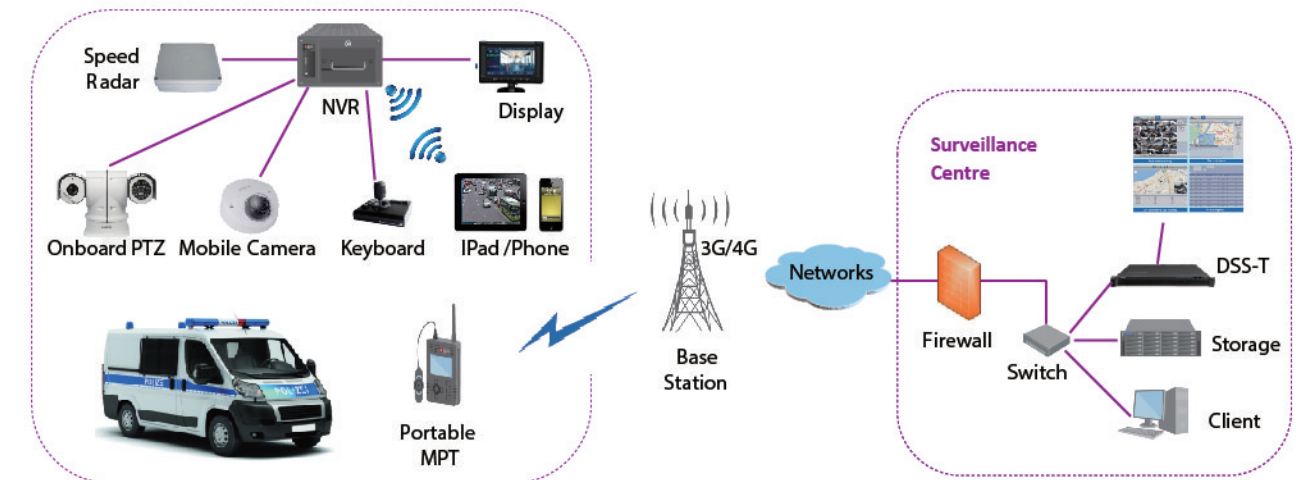 Speed
Radar
NVR
Display
Onboard PTZ
Mobile Camera
Keyboard
IPad /Phone
POLIZEI
Portable
MPT
3G/4G
Base
Station
Networks
Surveillance
Centre
Firewall
Switch
DSS-T
Storage
Client